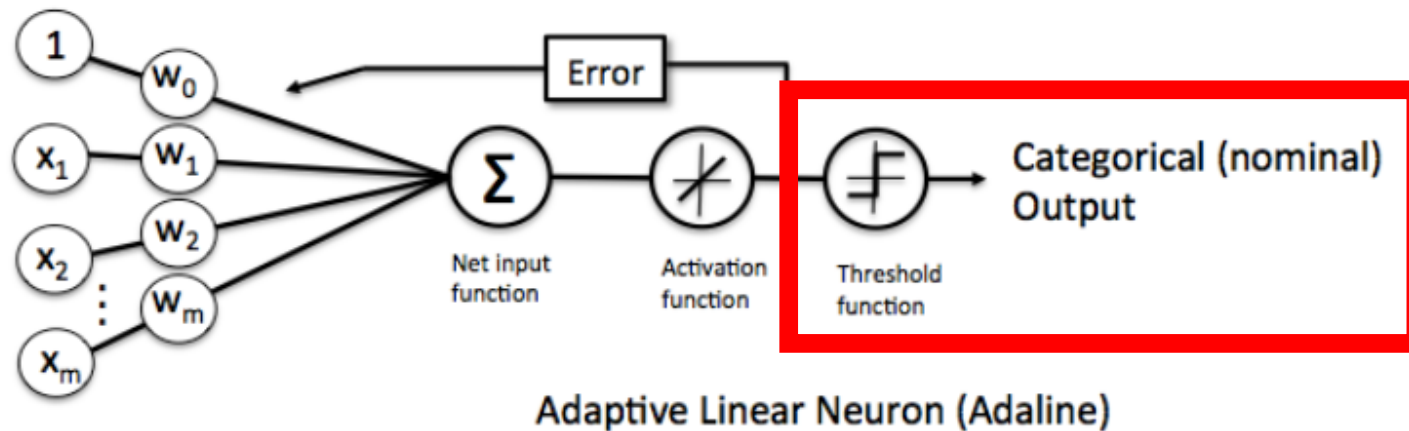 1
w0
Error
x1
w1
Σ
Categorical (nominal)
Output
x2
w2
Net input
function
Activation
function
Threshold
function
⋮
wm
xm
Adaptive Linear Neuron (Adaline)